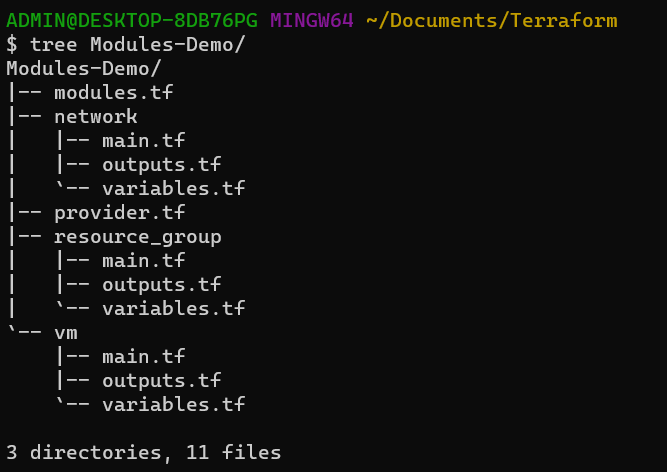 ADMIN@DESKTOP-8DB76PG MINGW64 ~/Documents/Terraform
$ tree Modules-Demo/
Modules-Demo/
|-- modules.tf
|-- network
|   |-- main.tf
|   |-- outputs.tf
|   `-- variables.tf
|-- provider.tf
|-- resource_group
|   |-- main.tf
|   |-- outputs.tf
|   `-- variables.tf
`-- vm
    |-- main.tf
    |-- outputs.tf
    `-- variables.tf

3 directories, 11 files